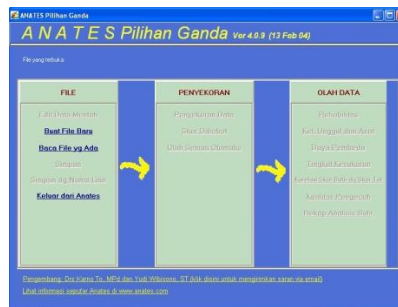 ANATES Pilihan Ganda
A N A T E S Pilihan Ganda Ver 4.0.9 (13 Feb 04)
File yang terbuka:
FILE
Edit Data Mentah
Buat File Baru
Baca File yg Ada
Simpan
Simpan dg Nama Lain
Keluar dari Anates
PENYEKORAN
Penyekoran Data
Skor Dibobot
Olah Semua Otomatis
OLAH DATA
Reliabilitas
Kel. Unggul dan Asor
Daya Pembeda
Tingkat Kesukaran
Korelasi Skor Butir dg Skor Total
Kualitas Pengecoh
Rekap Analisis Butir
Pengembang: Drs Karno To, MPd dan Yudi Wibisono, ST (klik disini untuk mengirimkan saran via email)
Lihat informasi seputar Anates di www.anates.com